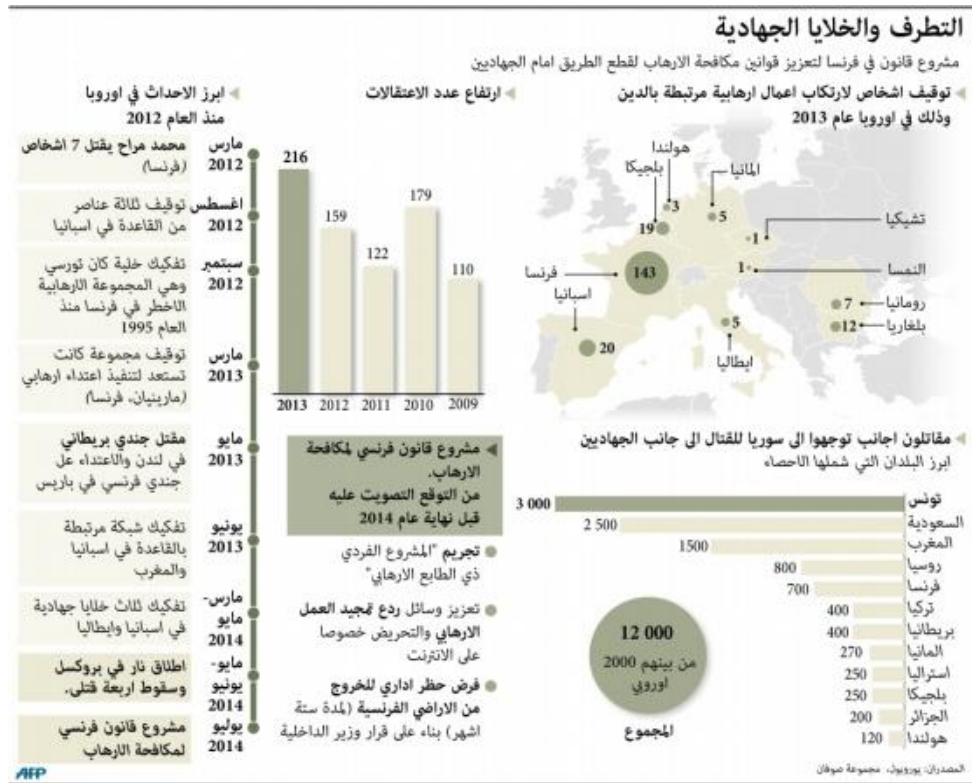 التطرف والخلايا الجهادية
مشروع قانون في فرنسا لتعزيز قوانين مكافحة الارهاب لقطع الطريق امام الجهاديين
توقيف اشخاص لارتكاب اعمال ارهابية مرتبطة بالدين
وذلك في اوروبا عام 2013
هولندا
بلجيكا
المانيا
تشيكيا
النمسا
رومانيا
بلغاريا
فرنسا
اسبانيا
ايطاليا
3
5
19
1
143
1
7
12
5
20
ارتفاع عدد الاعتقالات
216
159
122
179
110
2013 2012 2011 2010 2009
ابرز الاحداث في اوروبا
منذ العام 2012
مارس
2012
محمد مراح يقتل 7 اشخاص
(فرنسا)
اغسطس
2012
توقيف ثلاثة عناصر
من القاعدة في اسبانيا
سبتمبر
2012
تفكيك خلية كان تورسي
وهي المجموعة الارهابية
الاخطر في فرنسا منذ
العام 1995
مارس
2013
توقيف مجموعة كانت
تستعد لتنفيذ اعتداء ارهابي
(مارينيان، فرنسا)
مايو
2013
مقتل جندي بريطاني
في لندن والاعتداء عل
جندي فرنسي في باريس
يونيو
2013
تفكيك شبكة مرتبطة
بالقاعدة في اسبانيا
والمغرب
مارس-
مايو
2014
تفكيك ثلاث خلايا جهادية
في اسبانيا وايطاليا
مايو-
يونيو
2014
اطلاق نار في بروكسل
وسقوط اربعة قتلى.
يوليو
2014
مشروع قانون فرنسي
لمكافحة الارهاب
مشروع قانون فرنسي لمكافحة
الارهاب.
من التوقع التصويت عليه
قبل نهاية عام 2014
تجريم "المشروع الفردي
ذي الطابع الارهابي"
تعزيز وسائل ردع تمجيد العمل
الارهابي والتحريض خصوصا
على الانترنت
فرض حظر اداري للخروج
من الاراضي الفرنسية (لمدة ستة
اشهر) بناء على قرار وزير الداخلية
مقاتلون اجانب توجهوا الى سوريا للقتال الى جانب الجهاديين
ابرز البلدان التي شملها الاحصاء
تونس 3 000
السعودية 2 500
المغرب 1500
روسيا 800
فرنسا 700
تركيا 400
بريطانيا 400
المانيا 270
استراليا 250
بلجيكا 250
الجزائر 200
هولندا 120
12 000
من بينهم 2000
اوروبي
المجموع
المصدران: يوروبول، مجموعة صوفان
AFP